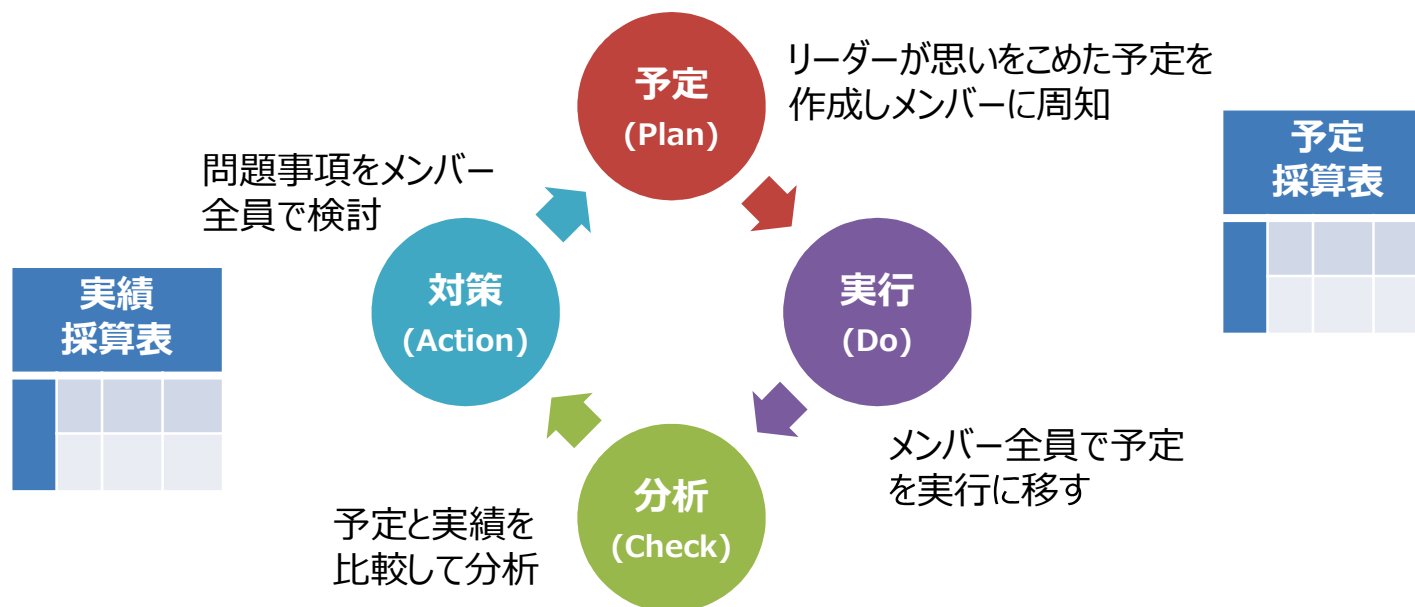 予定
(Plan)
リーダーが思いをこめた予定を
作成しメンバーに周知
予定
採算表
問題事項をメンバー
全員で検討
対策
(Action)
実行
(Do)
実績
採算表
メンバー全員で予定
を実行に移す
分析
(Check)
予定と実績を
比較して分析